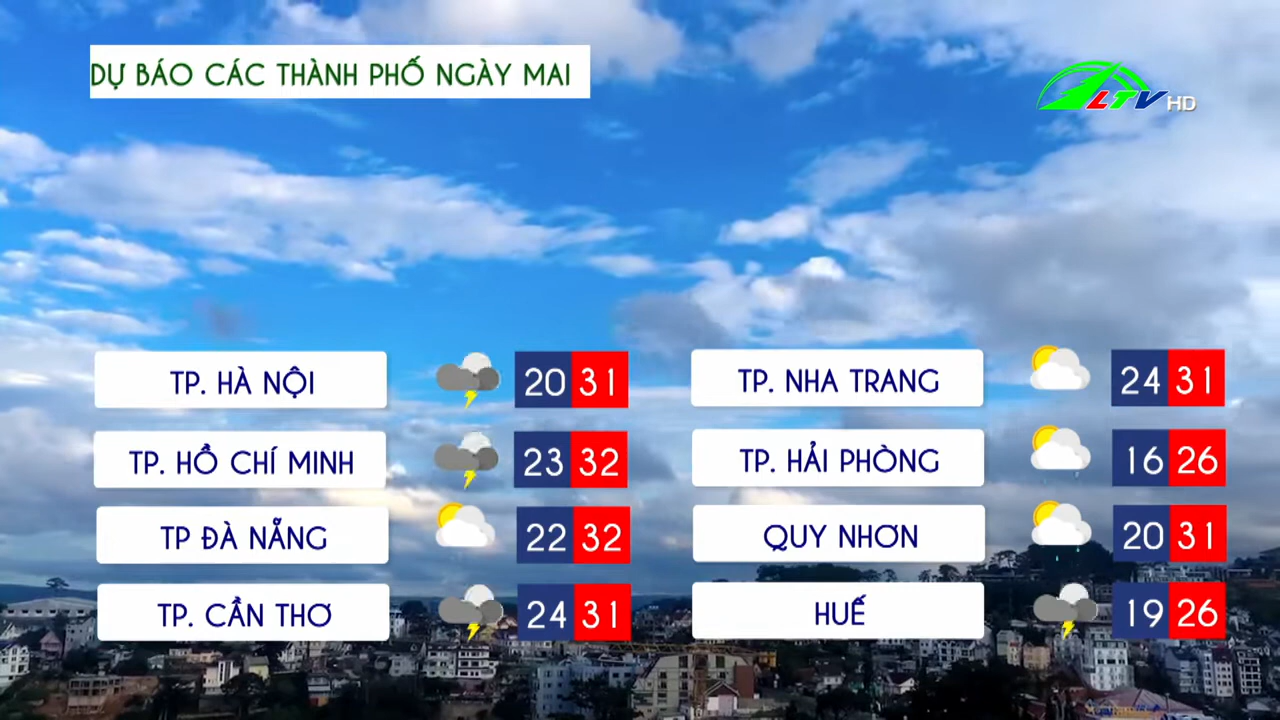 DỰ BÁO CÁC THÀNH PHỐ NGÀY MAI
LTV HD
TP. HÀ NỘI 20 31
TP. HỒ CHÍ MINH 23 32
TP ĐÀ NẴNG 22 32
TP. CẦN THƠ 24 31
TP. NHA TRANG 24 31
TP. HẢI PHÒNG 16 26
QUY NHƠN 20 31
HUẾ 19 26